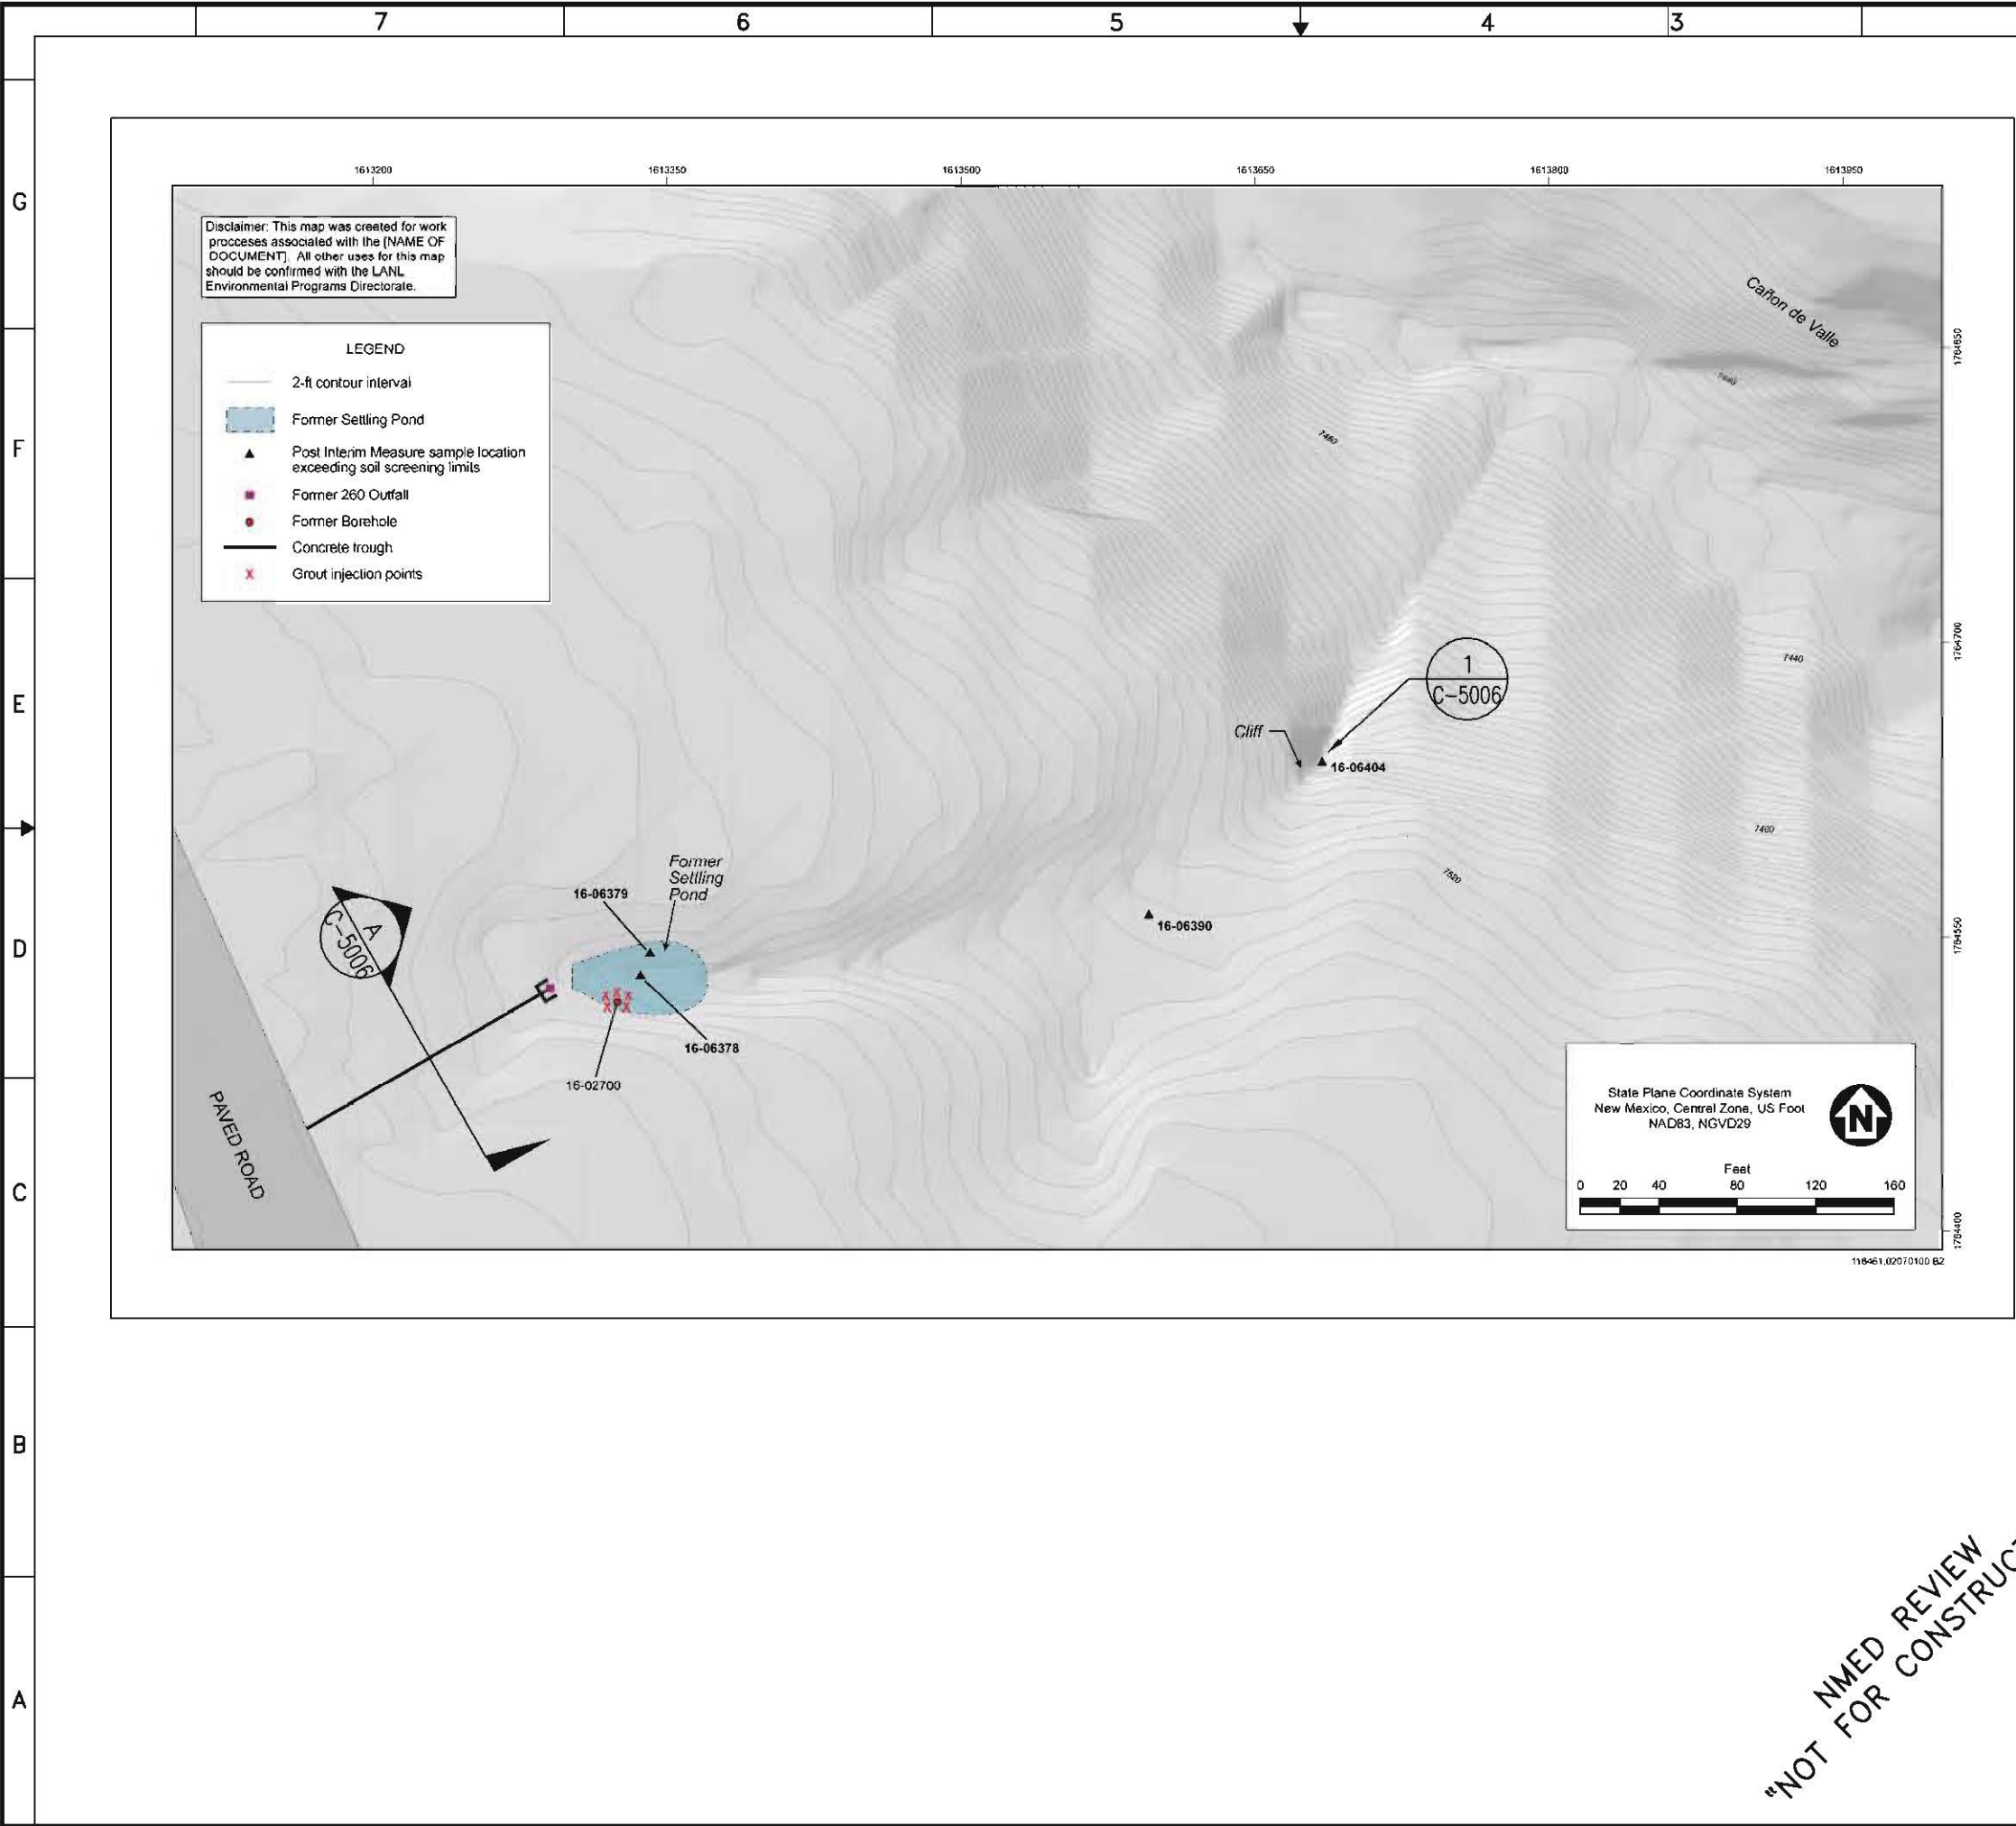 7 6 5 4 3
1613200 1613350 1613500 1613650 1613800 1613950
G
Disclaimer: This map was created for work
proccesses associated with the [NAME OF
DOCUMENT]. All other uses for this map
should be confirmed with the LANL
Environmental Programs Directorate.
Cañon de Valle
LEGEND
2-ft contour interval
Former Settling Pond
F
Post Interim Measure sample location
exceeding soil screening limits
Former 260 Outfall
Former Borehole
Concrete trough
Grout injection points
7460
1764700
1
C-5006
7440
E
Cliff
16-06404
7460
Former
Settling
Pond
7520
16-06379
A
C-5006
16-06390
D
16-06378
16-02700
PAVED ROAD
State Plane Coordinate System
New Mexico, Central Zone, US Foot
NAD83, NGVD29
N
Feet
0 20 40 80 120 160
C
B
NMED REVIEW
"NOT FOR CONSTRUCT
A